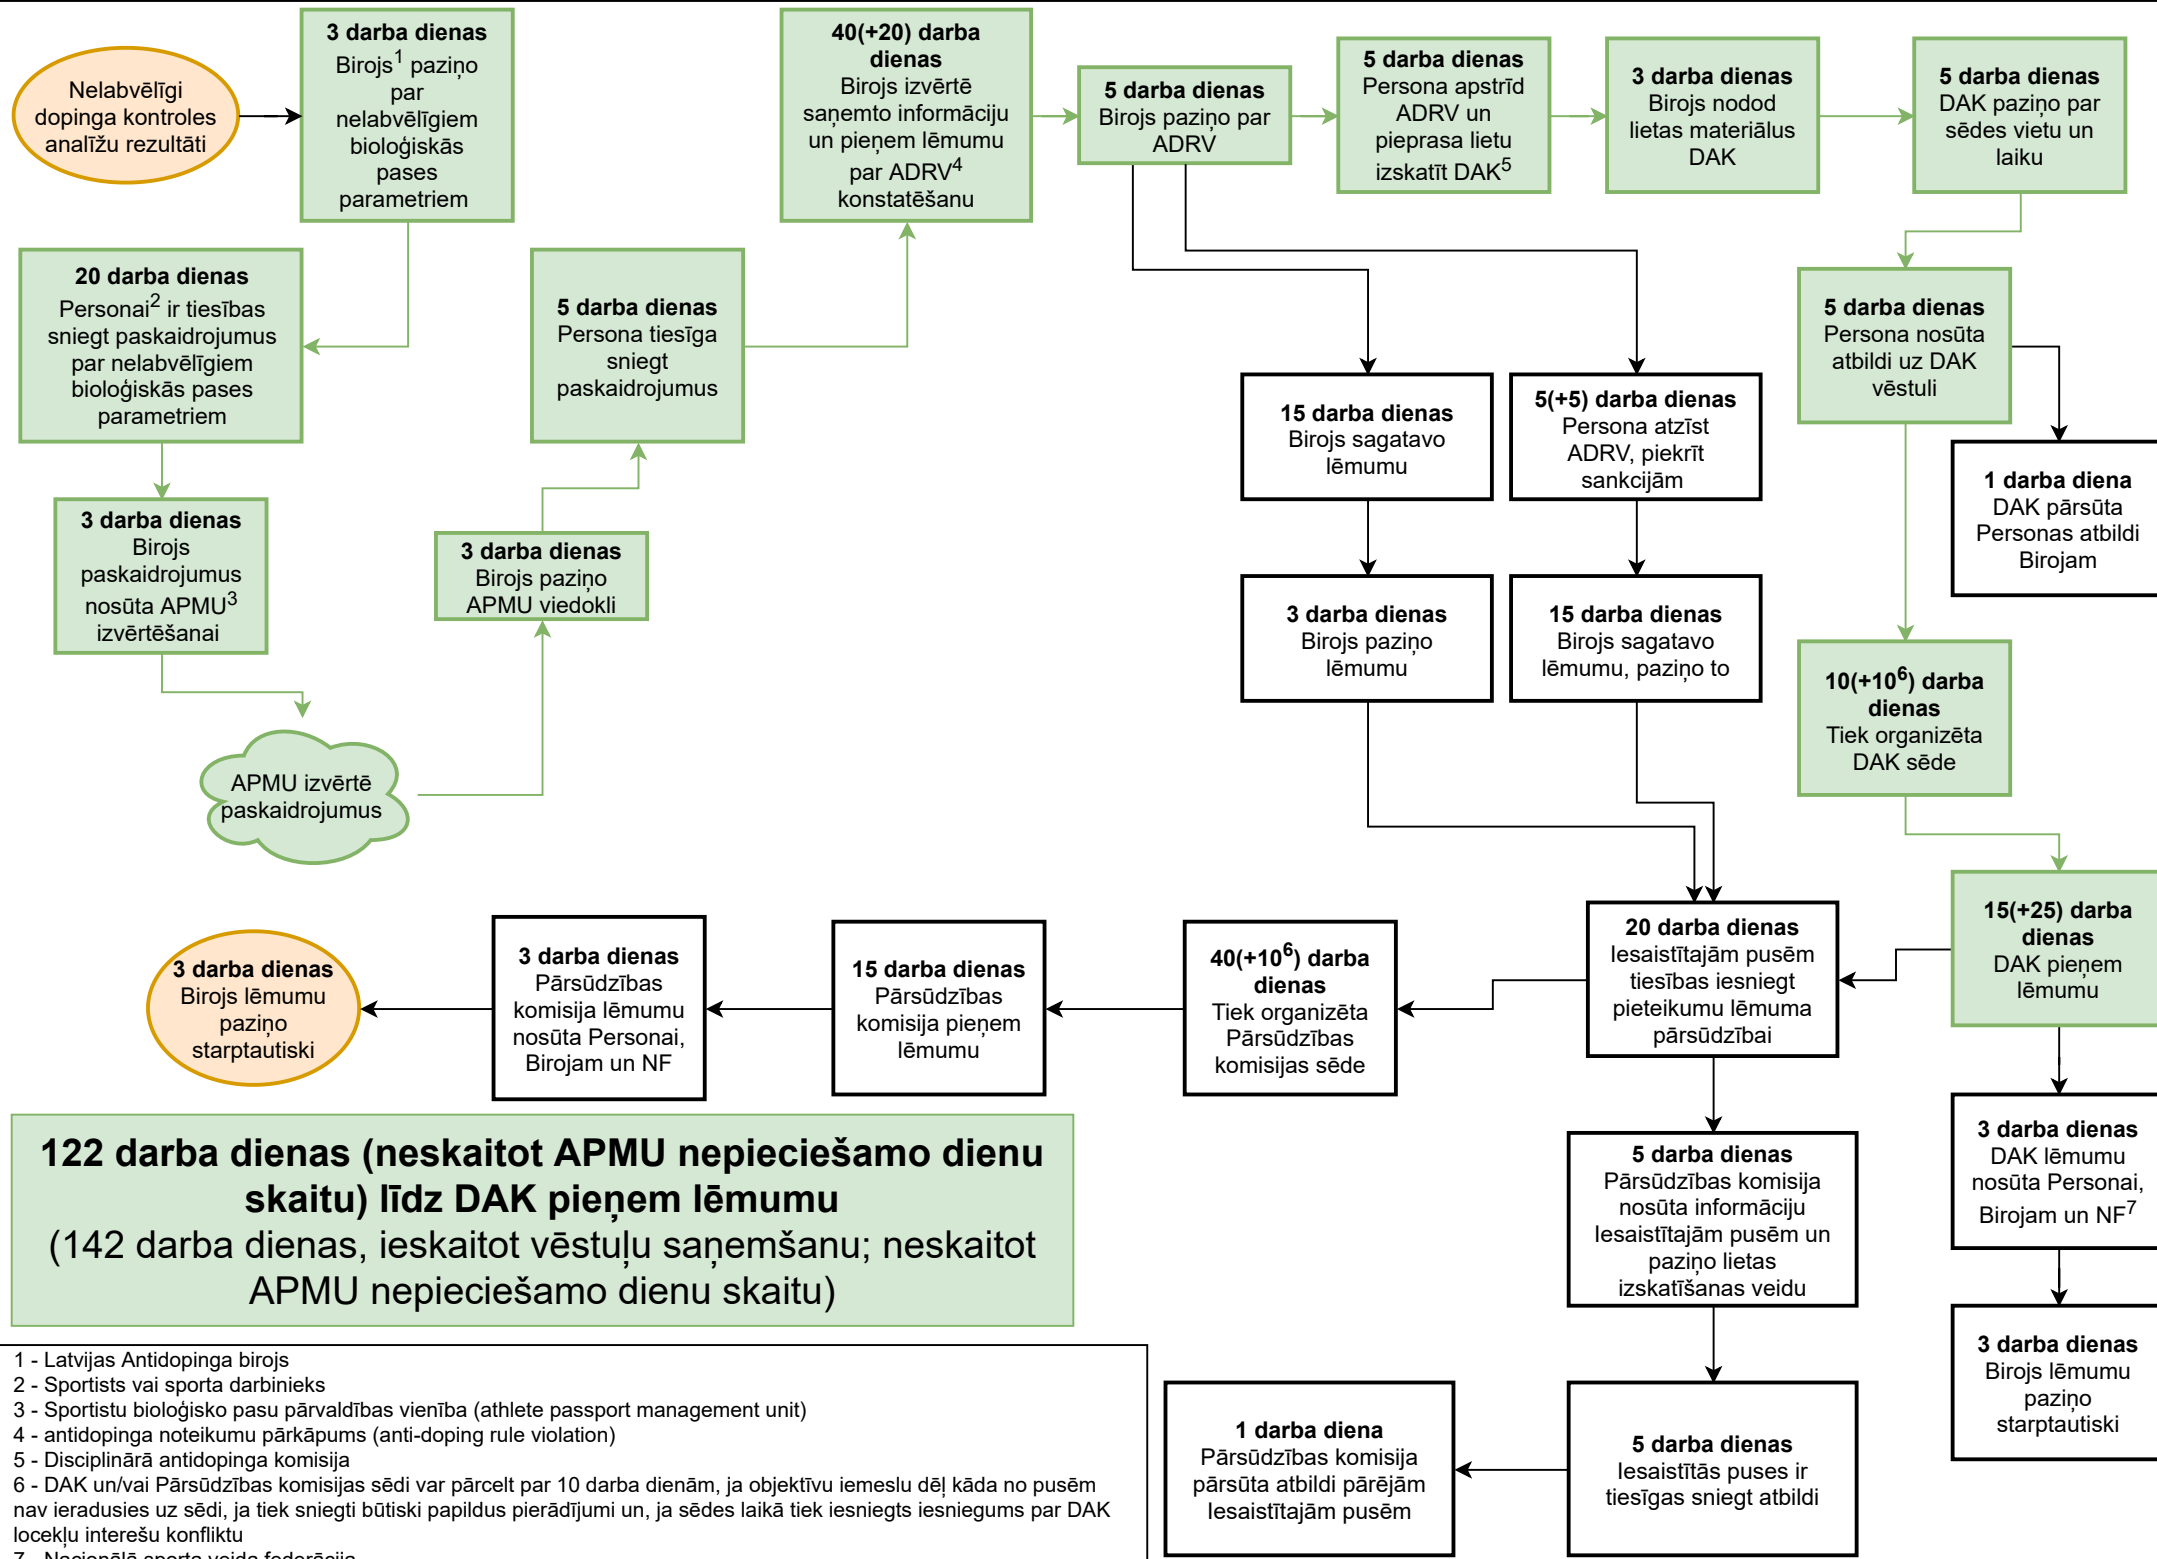 Nelabvēlīgi
dopinga kontroles
analīžu rezultāti
3 darba dienas
Birojs1 paziņo
par
nelabvēlīgiem
bioloģiskās
pases
parametriem
20 darba dienas
Personai2 ir tiesības
sniegt paskaidrojumus
par nelabvēlīgiem
bioloģiskās pases
parametriem
3 darba dienas
Birojs
paskaidrojumus
nosūta APMU3
izvērtēšanai
APMU izvērtē
paskaidrojumus
3 darba dienas
Birojs paziņo
APMU viedokli
5 darba dienas
Persona tiesīga
sniegt
paskaidrojumus
40(+20) darba
dienas
Birojs izvērtē
saņemto informāciju
un pieņem lēmumu
par ADRV4
konstatēšanu
5 darba dienas
Birojs paziņo par
ADRV
5 darba dienas
Persona apstrīd
ADRV un
pieprasa lietu
izskatīt DAK5
3 darba dienas
Birojs nodod
lietas materiālus
DAK
5 darba dienas
DAK paziņo par
sēdes vietu un
laiku
5 darba dienas
Persona nosūta
atbildi uz DAK
vēstuli
1 darba diena
DAK pārsūta
Personas atbildi
Birojam
15 darba dienas
Birojs sagatavo
lēmumu
5(+5) darba dienas
Persona atzīst
ADRV, piekrīt
sankcijām
3 darba dienas
Birojs paziņo
lēmumu
15 darba dienas
Birojs sagatavo
lēmumu, paziņo to
10(+106) darba
dienas
Tiek organizēta
DAK sēde
15(+25) darba
dienas
DAK pieņem
lēmumu
20 darba dienas
Iesaistītajām pusēm
tiesības iesniegt
pieteikumu lēmuma
pārsūdzībai
40(+106) darba
dienas
Tiek organizēta
Pārsūdzības
komisijas sēde
15 darba dienas
Pārsūdzības
komisija pieņem
lēmumu
3 darba dienas
Pārsūdzības
komisija lēmumu
nosūta Personai,
Birojam un NF
3 darba dienas
Birojs lēmumu
paziņo
starptautiski
3 darba dienas
DAK lēmumu
nosūta Personai,
Birojam un NF7
3 darba dienas
Birojs lēmumu
paziņo
starptautiski
5 darba dienas
Pārsūdzības komisija
nosūta informāciju
Iesaistītajām pusēm un
paziņo lietas
izskatīšanas veidu
5 darba dienas
Iesaistītās puses ir
tiesīgas sniegt atbildi
1 darba diena
Pārsūdzības komisija
pārsūta atbildi pārējām
Iesaistītajām pusēm
122 darba dienas (neskaitot APMU nepieciešamo dienu
skaitu) līdz DAK pieņem lēmumu
(142 darba dienas, ieskaitot vēstuļu saņemšanu; neskaitot
APMU nepieciešamo dienu skaitu)
1 - Latvijas Antidopinga birojs
2 - Sportists vai sporta darbinieks
3 - Sportistu bioloģisko pasu pārvaldības vienība (athlete passport management unit)
4 - antidopinga noteikumu pārkāpums (anti-doping rule violation)
5 - Disciplinārā antidopinga komisija
6 - DAK un/vai Pārsūdzības komisijas sēdi var pārcelt par 10 darba dienām, ja objektīvu iemeslu dēļ kāda no pusēm
nav ieradusies uz sēdi, ja tiek sniegti būtiski papildus pierādījumi un, ja sēdes laikā tiek iesniegts iesniegums par DAK
locekļu interešu konfliktu
7 - Nacionālā sporta veida federācija